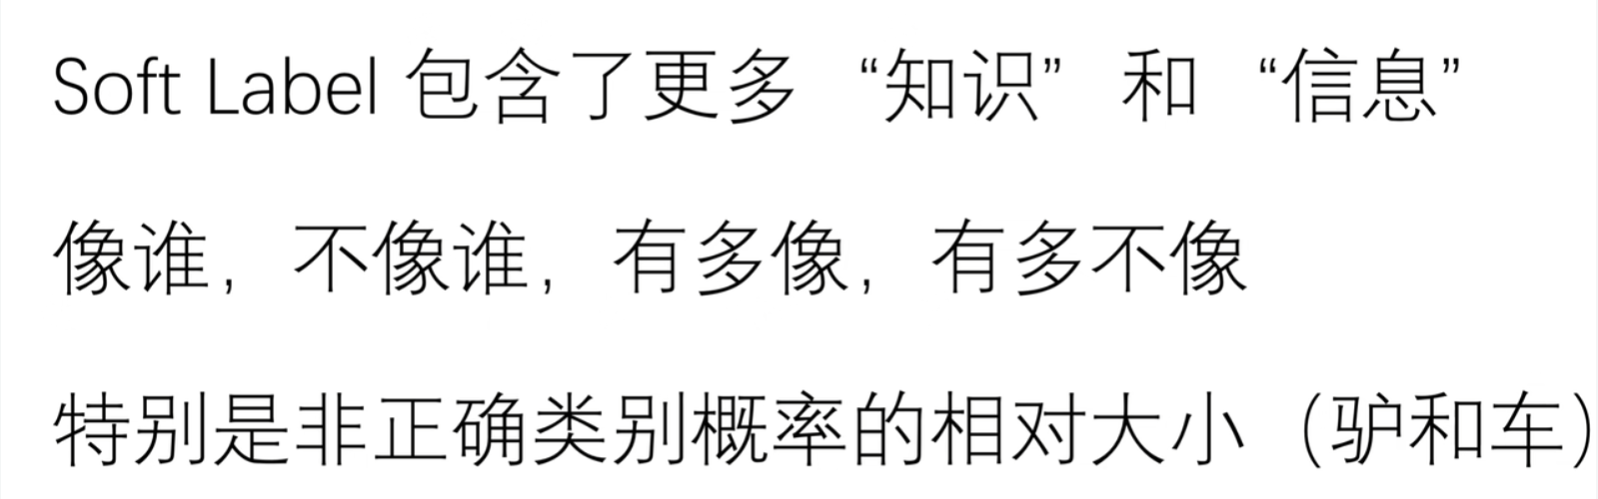 Soft Label 包含了更多“知识” 和 “信息”
像谁，不像谁，有多像，有多不像
特别是非正确类别概率的相对大小（驴和车）